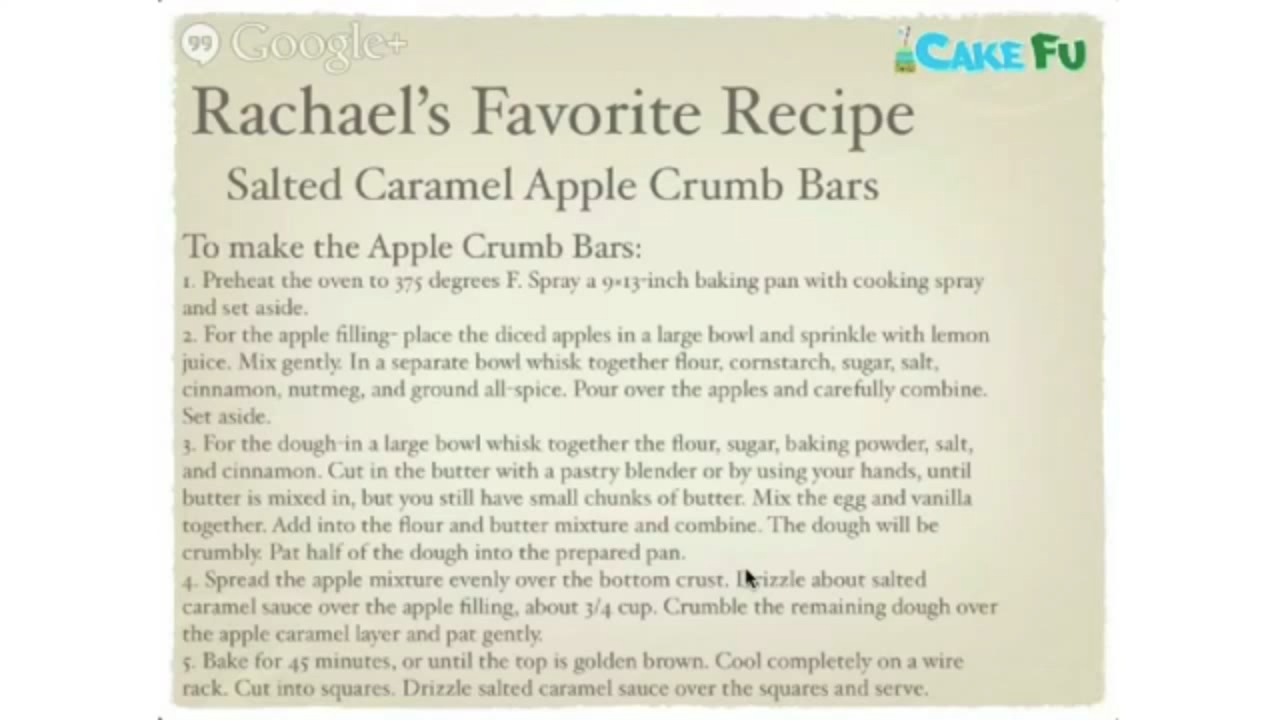 99 Google+
CAKE FU
Rachael's Favorite Recipe
Salted Caramel Apple Crumb Bars
To make the Apple Crumb Bars:
1. Preheat the oven to 375 degrees F. Spray a 9×13-inch baking pan with cooking spray
and set aside.
2. For the apple filling- place the diced apples in a large bowl and sprinkle with lemon
juice. Mix gently. In a separate bowl whisk together flour, cornstarch, sugar, salt,
cinnamon, nutmeg, and ground all-spice. Pour over the apples and carefully combine.
Set aside.
3. For the dough-in a large bowl whisk together the flour, sugar, baking powder, salt,
and cinnamon. Cut in the butter with a pastry blender or by using your hands, until
butter is mixed in, but you still have small chunks of butter. Mix the egg and vanilla
together. Add into the flour and butter mixture and combine. The dough will be
crumbly. Pat half of the dough into the prepared pan.
4. Spread the apple mixture evenly over the bottom crust. Drizzle about salted
caramel sauce over the apple filling, about 3/4 cup. Crumble the remaining dough over
the apple caramel layer and pat gently.
5. Bake for 45 minutes, or until the top is golden brown. Cool completely on a wire
rack. Cut into squares. Drizzle salted caramel sauce over the squares and serve.